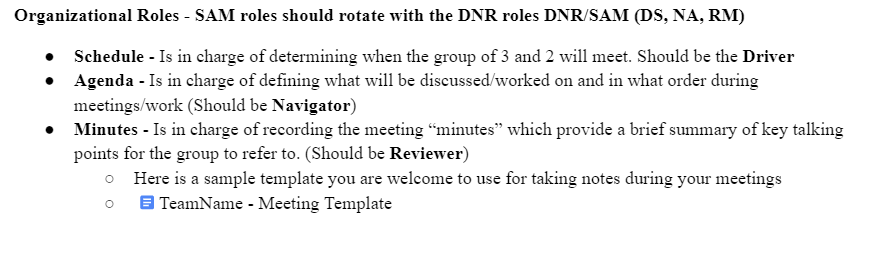 Organizational Roles - SAM roles should rotate with the DNR roles DNR/SAM (DS, NA, RM)
● Schedule - Is in charge of determining when the group of 3 and 2 will meet. Should be the Driver
● Agenda - Is in charge of defining what will be discussed/worked on and in what order during
meetings/work (Should be Navigator)
● Minutes - Is in charge of recording the meeting “minutes” which provide a brief summary of key talking
points for the group to refer to. (Should be Reviewer)
○ Here is a sample template you are welcome to use for taking notes during your meetings
○ TeamName - Meeting Template